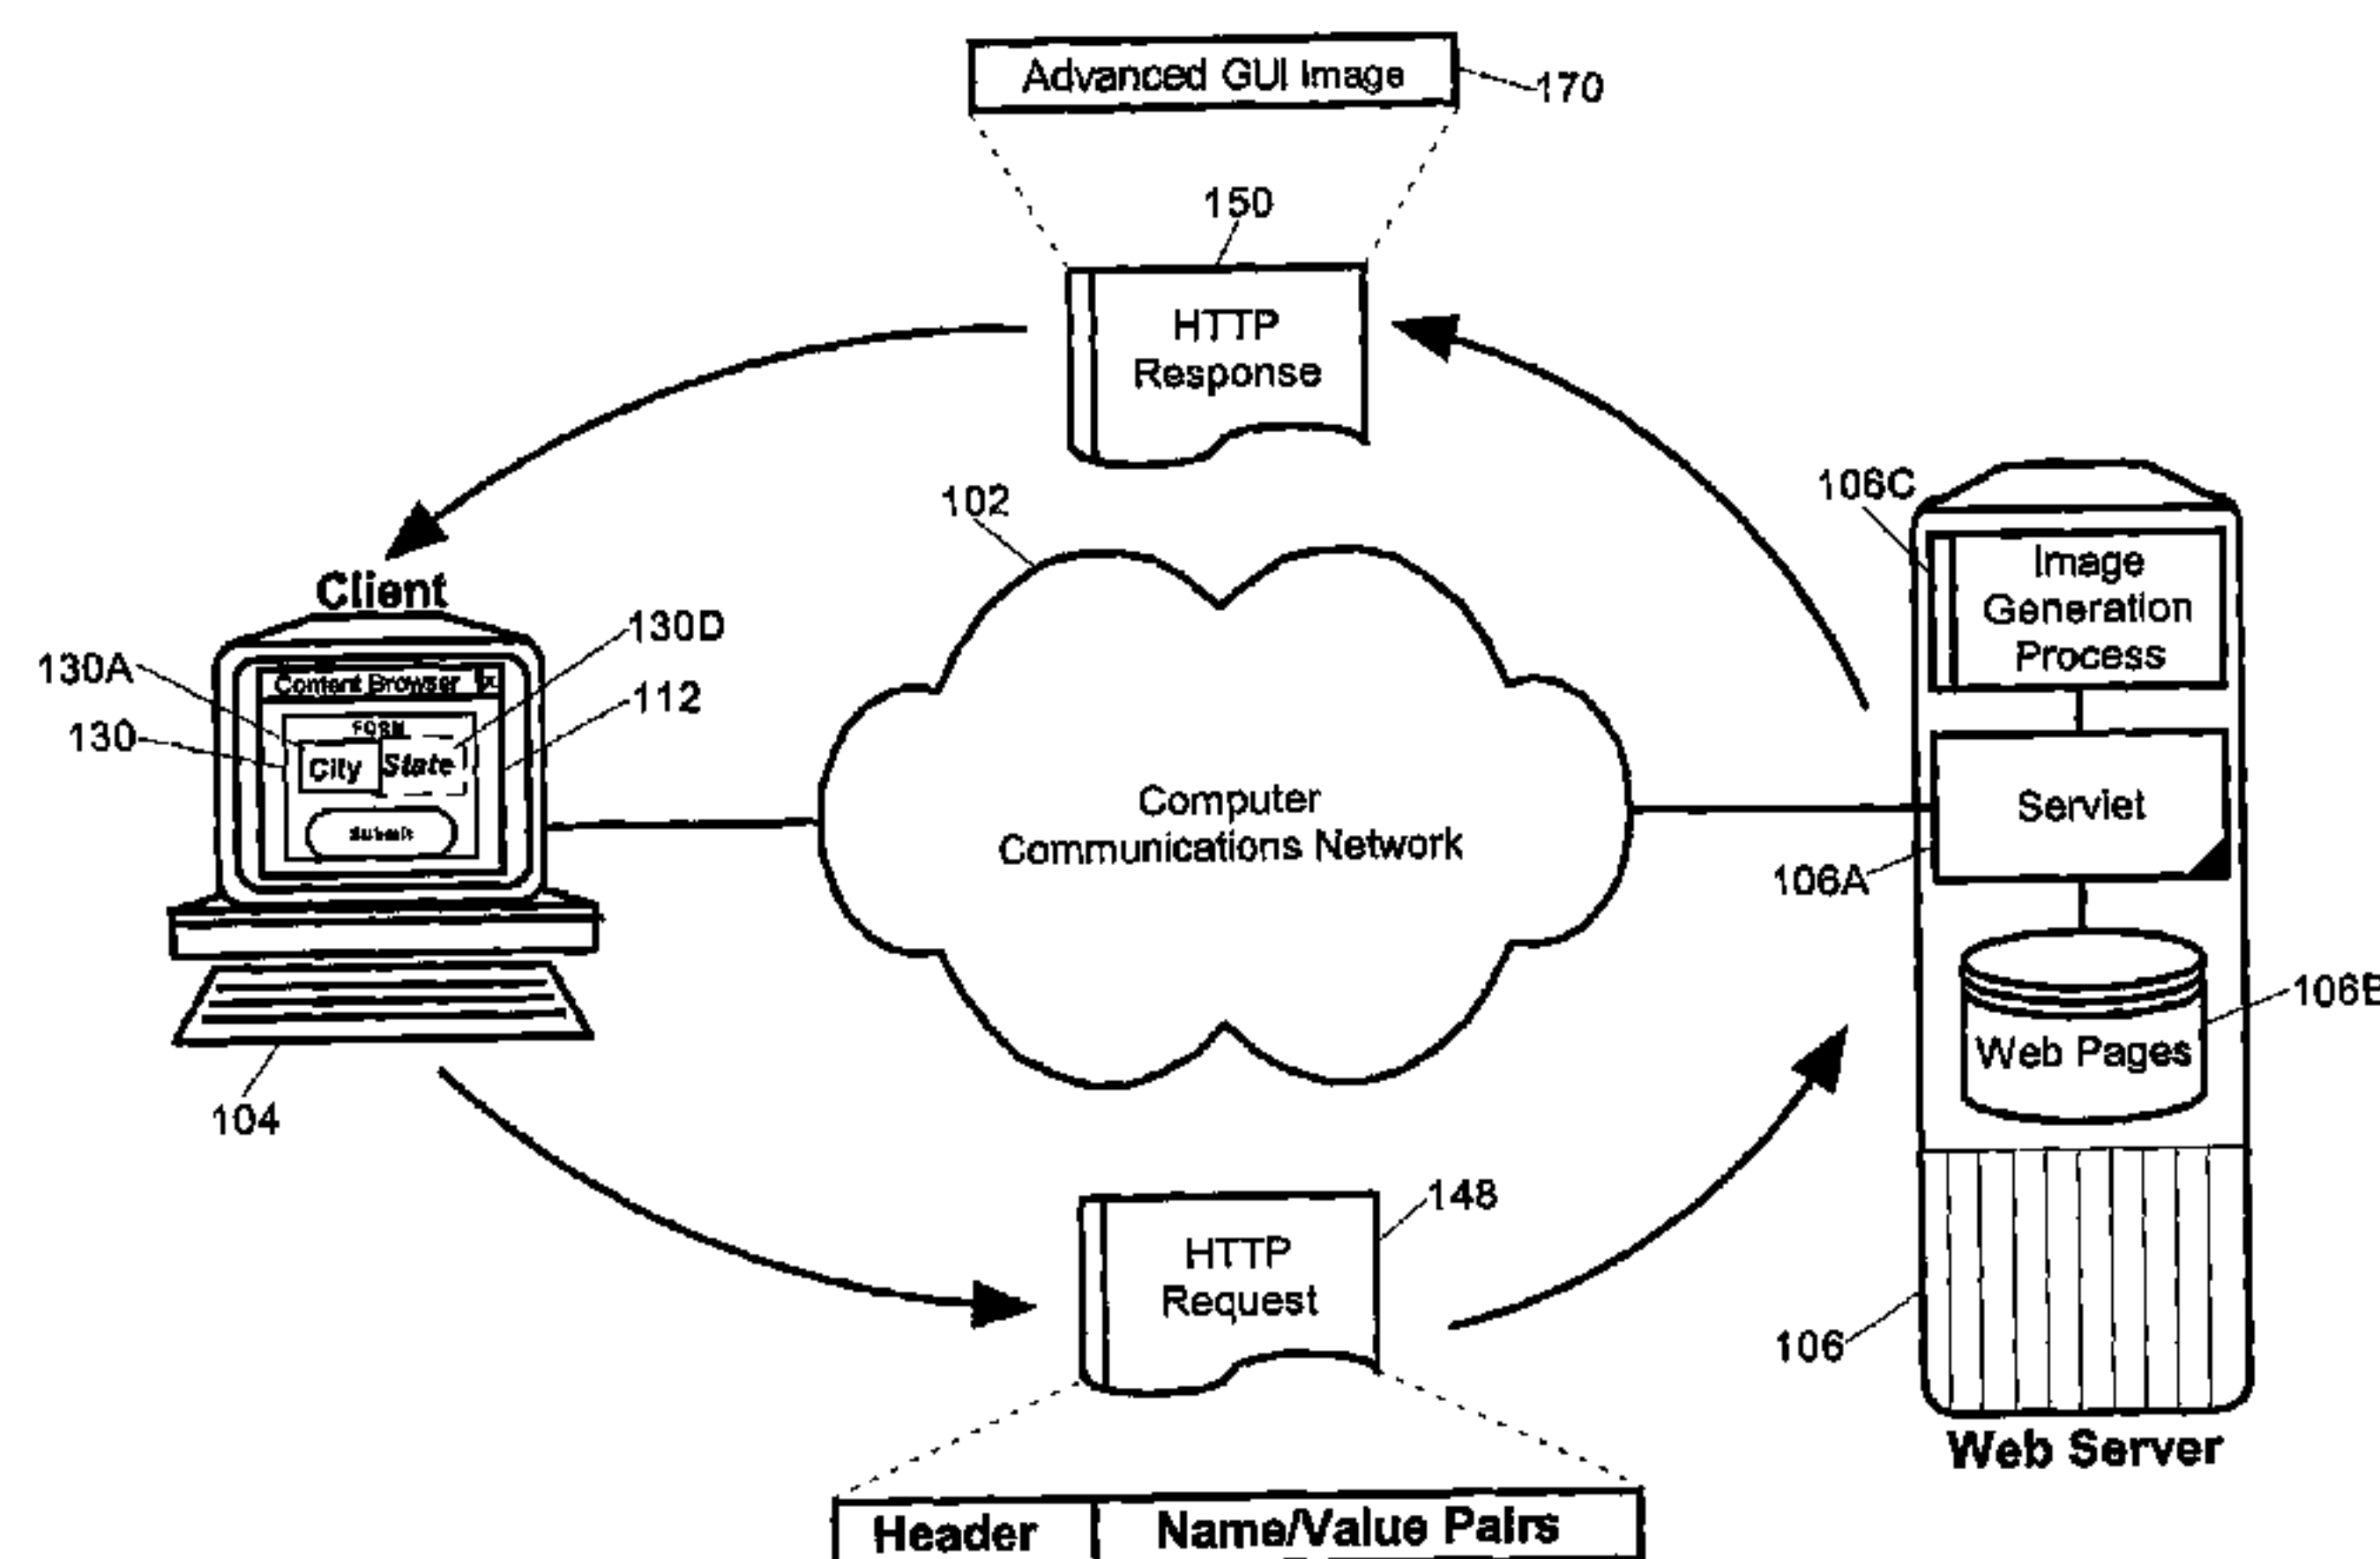 Advanced GUI Image
170
150
HTTP
Response
102
106C
Image
Generation
Process
Client
130D
130A
Content Browser X
112
FORM
130
City State
Submit
Computer
Communications Network
Servlet
106A
106B
Web Pages
104
148
HTTP
Request
106
Web Server
Header Name/Value Pairs